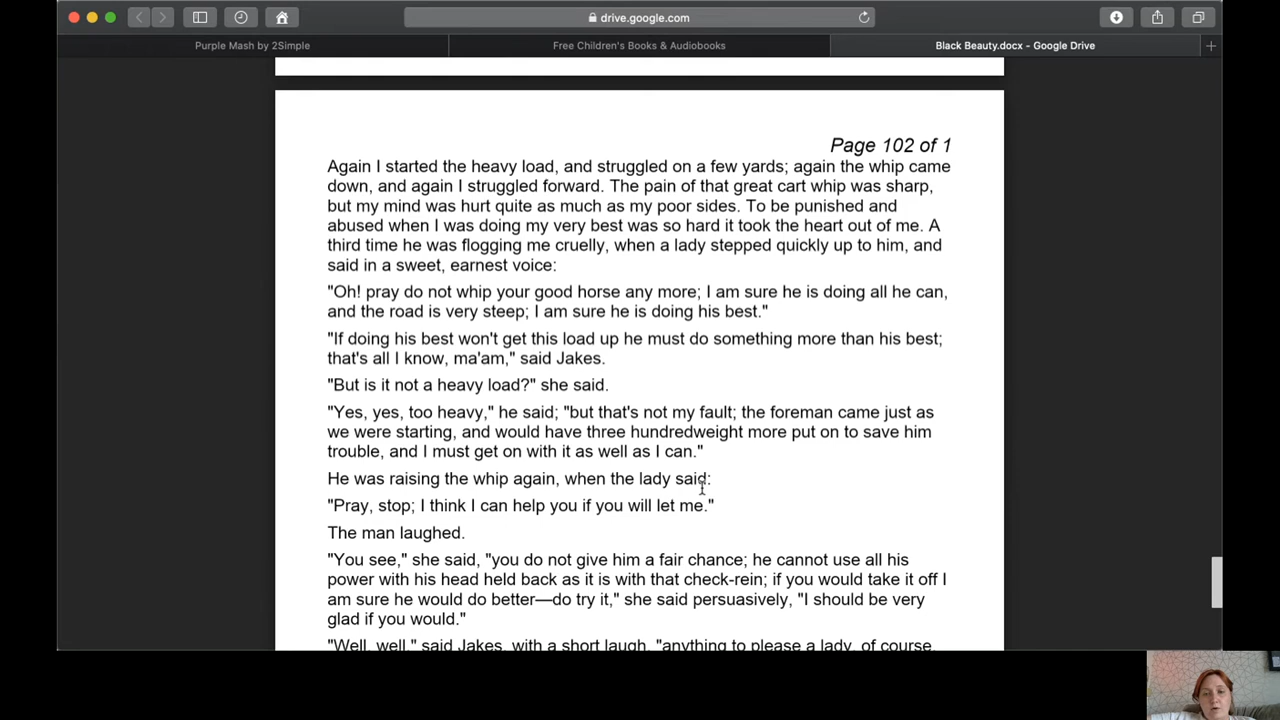 drive.google.com
Purple Mash by 2Simple
Free Children's Books & Audiobooks
Black Beauty.docx - Google Drive
Page 102 of 1
Again I started the heavy load, and struggled on a few yards; again the whip came
down, and again I struggled forward. The pain of that great cart whip was sharp,
but my mind was hurt quite as much as my poor sides. To be punished and
abused when I was doing my very best was so hard it took the heart out of me. A
third time he was flogging me cruelly, when a lady stepped quickly up to him, and
said in a sweet, earnest voice:
"Oh! pray do not whip your good horse any more; I am sure he is doing all he can,
and the road is very steep; I am sure he is doing his best."
"If doing his best won't get this load up he must do something more than his best;
that's all I know, ma'am," said Jakes.
"But is it not a heavy load?" she said.
"Yes, yes, too heavy," he said; "but that's not my fault; the foreman came just as
we were starting, and would have three hundredweight more put on to save him
trouble, and I must get on with it as well as I can."
He was raising the whip again, when the lady said:
"Pray, stop; I think I can help you if you will let me."
The man laughed.
"You see," she said, "you do not give him a fair chance; he cannot use all his
power with his head held back as it is with that check-rein; if you would take it off I
am sure he would do better—do try it," she said persuasively, "I should be very
glad if you would."
"Well, well," said Jakes, with a short laugh, "anything to please a lady, of course.